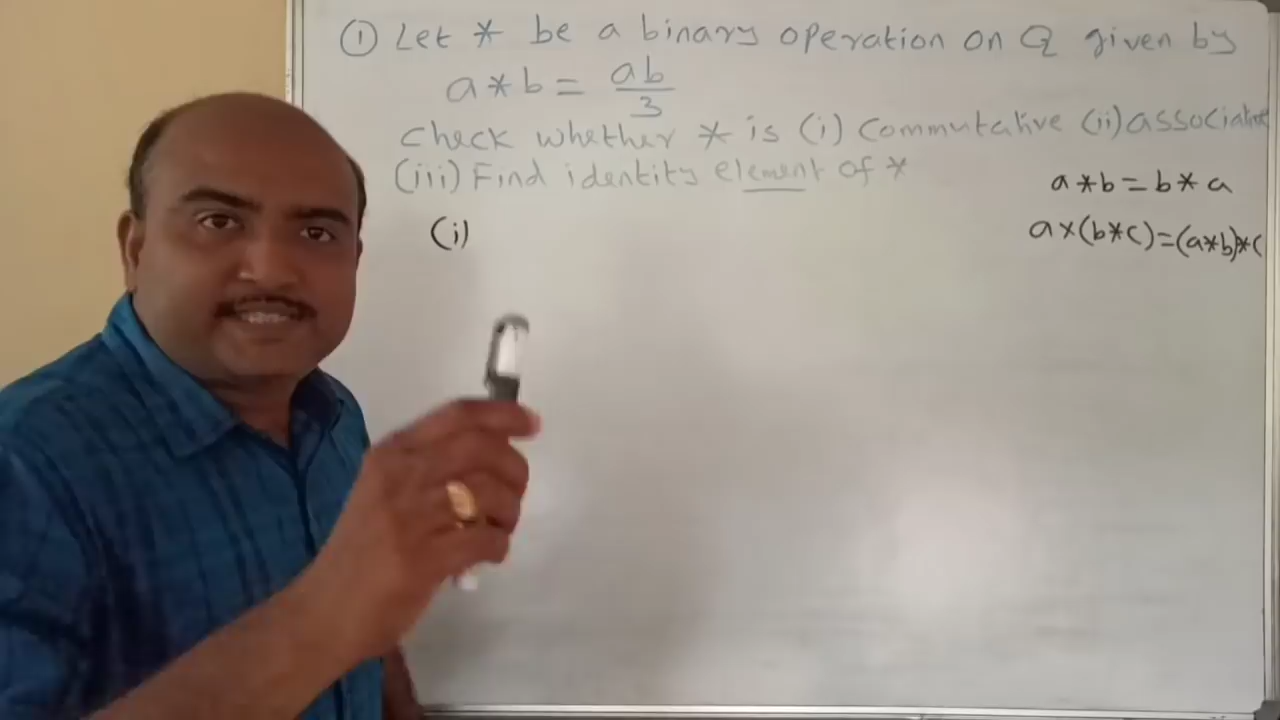 ① Let * be a binary operation on Q given by
a * b = ab/3
Check whether * is (i) Commutative (ii) associative
(iii) Find identity element of *
a * b = b * a
(i)
a × (b * c) = (a * b) * c